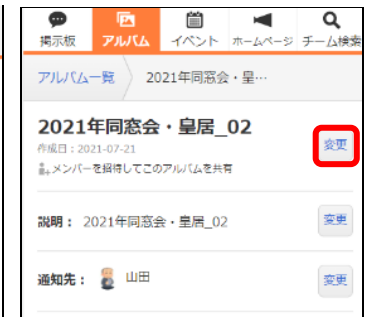 掲示板 アルバム イベント ホームページ チーム検索
アルバム一覧 2021年同窓会・皇…
2021年同窓会・皇居_02
変更
作成日：2021-07-21
メンバーを招待してこのアルバムを共有
説明： 2021年同窓会・皇居_02 変更
通知先： 山田 変更